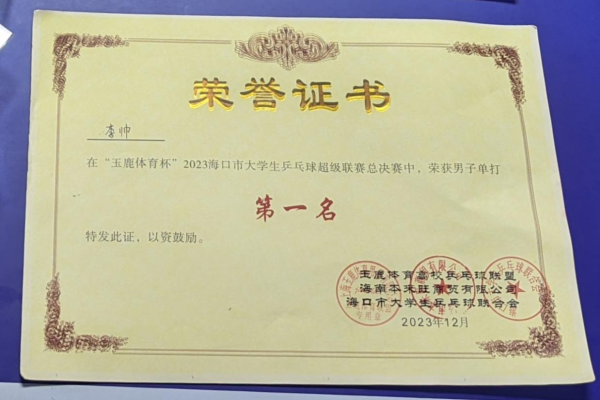 荣誉证书
李帅
在“玉鹿体育杯”2023海口市大学生乒乓球超级联赛总决赛中，荣获男子单打
第一名
特发此证，以资鼓励。
玉鹿体育高校乒乓球联盟
海南本来旺商贸有限公司
海口市大学生乒乓球联合会
2023年12月